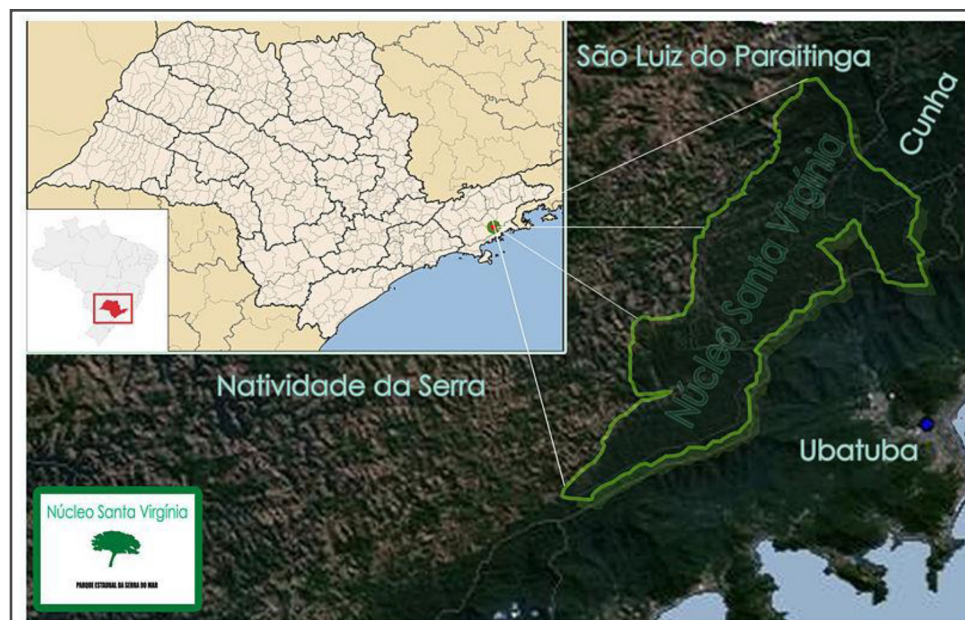 São Luiz do Paraitinga
Cunha
Núcleo Santa Virgínia
Natividade da Serra
Ubatuba
Núcleo Santa Virgínia
PARQUE ESTADUAL DA SERRA DO MAR